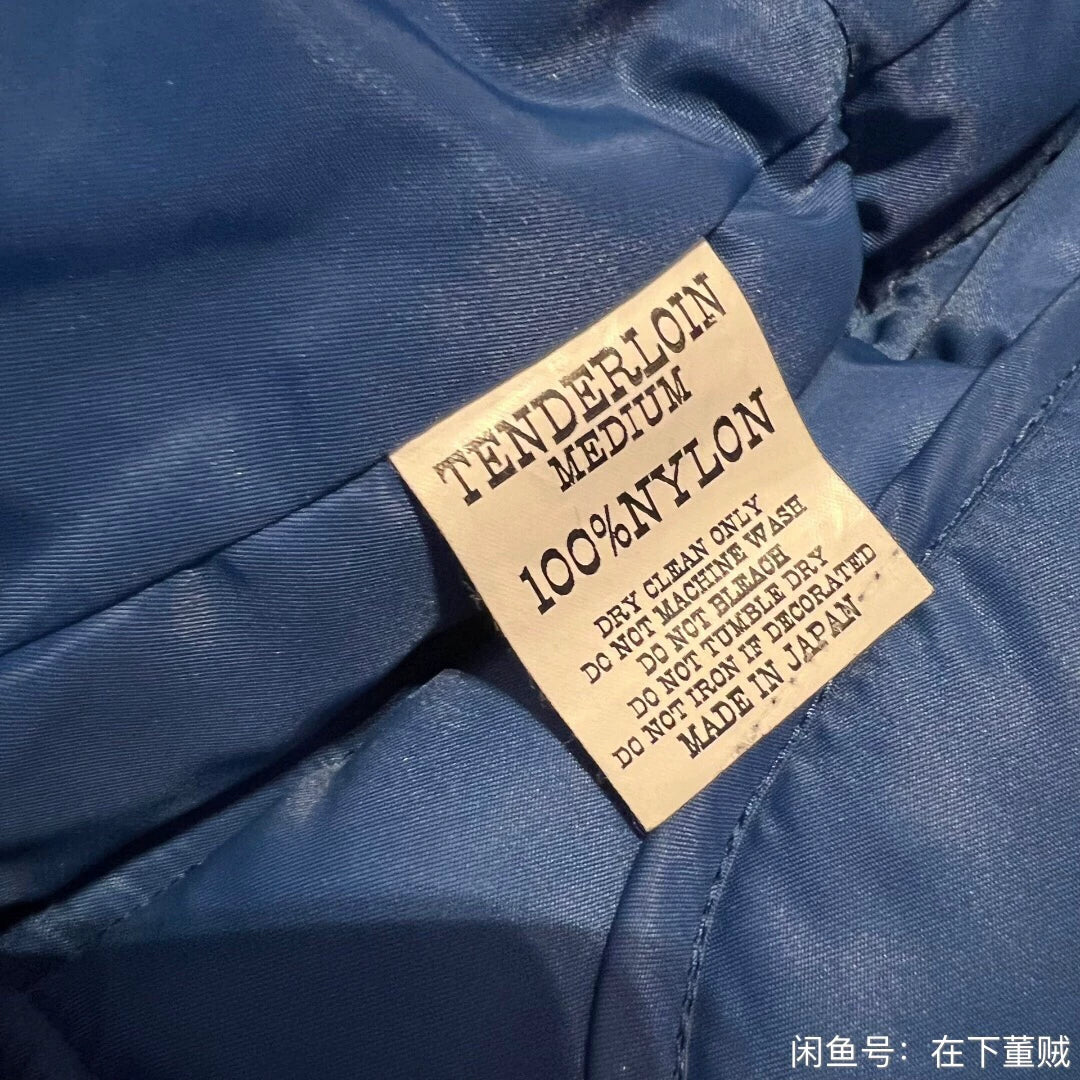 TENDERLOIN
MEDIUM
100%NYLON
DRY CLEAN ONLY
DO NOT MACHINE WASH
DO NOT BLEACH
DO NOT TUMBLE DRY
DO NOT IRON IF DECORATED
MADE IN JAPAN
闲鱼号：在下董贼